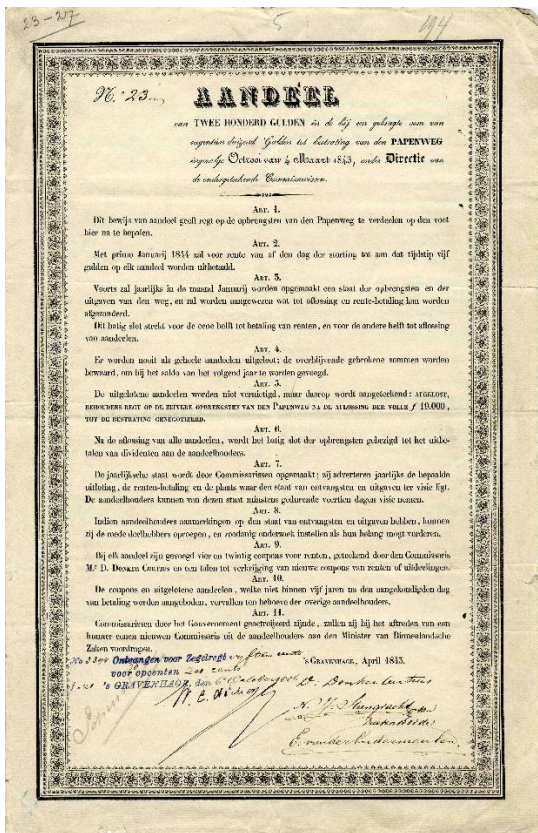 23-27
5
194
N.º 23.
AANDEEL
van TWEE HONDERD GULDEN in de bij een gebragte som van
negentien duizend Gulden tot bestrating van den PAPENWEG
ingevolge Octrooi van 4 Maart 1843, onder Directie van
de ondergeteekende Commissarissen.
ART. 1.
Dit bewijs van aandeel geeft regt op de opbrengsten van den Papenweg te verdeelen op den voet
hier na te bepalen.
ART. 2.
Met primo Januarij 1844 zal voor rente van af den dag der storting tot aan dat tijdstip vijf
gulden op elk aandeel worden uitbetaald.
ART. 3.
Voorts zal jaarlijks in de maand Januarij worden opgemaakt een staat der opbrengsten en der
uitgaven van den weg, en zal worden aangewezen wat tot aflossing en rente-betaling kan worden
afgezonderd.
Dit batig slot strekt voor de eene helft tot betaling van renten, en voor de andere helft tot aflossing
van aandeelen.
ART. 4.
Er worden nooit als geheele aandeelen uitgeloot; de overblijvende gebrokene sommen worden
bewaard, om bij het saldo van het volgend jaar te worden gevoegd.
ART. 5.
De uitgelotene aandeelen worden niet vernietigd, maar daarop wordt aangeteekend: AFGELOST,
BEHOUDENS REGT OP DE ZUIVERE OPBRENGSTEN VAN DEN PAPENWEG NA DE AFLOSSING DER VOLLE ƒ 19.000,
TOT DE BESTRATING GENEGOTIEERD.
ART. 6.
Na de aflossing van alle aandeelen, wordt het batig slot der opbrengsten gebezigd tot het uitbe-
talen van dividenten aan de aandeelhouders.
ART. 7.
De jaarlijksche staat wordt door Commissarissen opgemaakt; zij adverteren jaarlijks de bepaalde
uitloting, de renten-betaling en de plaats waar den staat van ontvangsten en uitgaven ter visie ligt.
De aandeelhouders kunnen van dezen staat minstens gedurende veertien dagen visie nemen.
ART. 8.
Indien aandeelhouders aanmerkingen op den staat van ontvangsten en uitgaven hebben, kunnen
zij de mede deelhebbers oproepen, en zoodanig onderzoek instellen als hun belang mogt vorderen.
ART. 9.
Bij elk aandeel zijn gevoegd vier en twintig coupons voor renten, geteekend door den Commissaris
Mr. D. DONKER CURTIUS en een talon tot verkrijging van nieuwe coupons van renten of uitdeelingen.
ART. 10.
De coupons en uitgelotene aandeelen, welke niet binnen vijf jaren na den aangekondigden dag
van betaling worden aangeboden, vervallen ten behoeve der overige aandeelhouders.
ART. 11.
Commissarissen door het Gouvernement geoctrooijeerd zijnde, zullen zij bij het aftreden van een
hunner eenen nieuwen Commissaris uit de aandeelhouders aan den Minister van Binnenlandsche
Zaken voordragen.
Ontvangen voor Zegelregt
's GRAVENHAGE, April 1843.
voor opcenten
's GRAVENHAGE, den
D. Donker Curtius